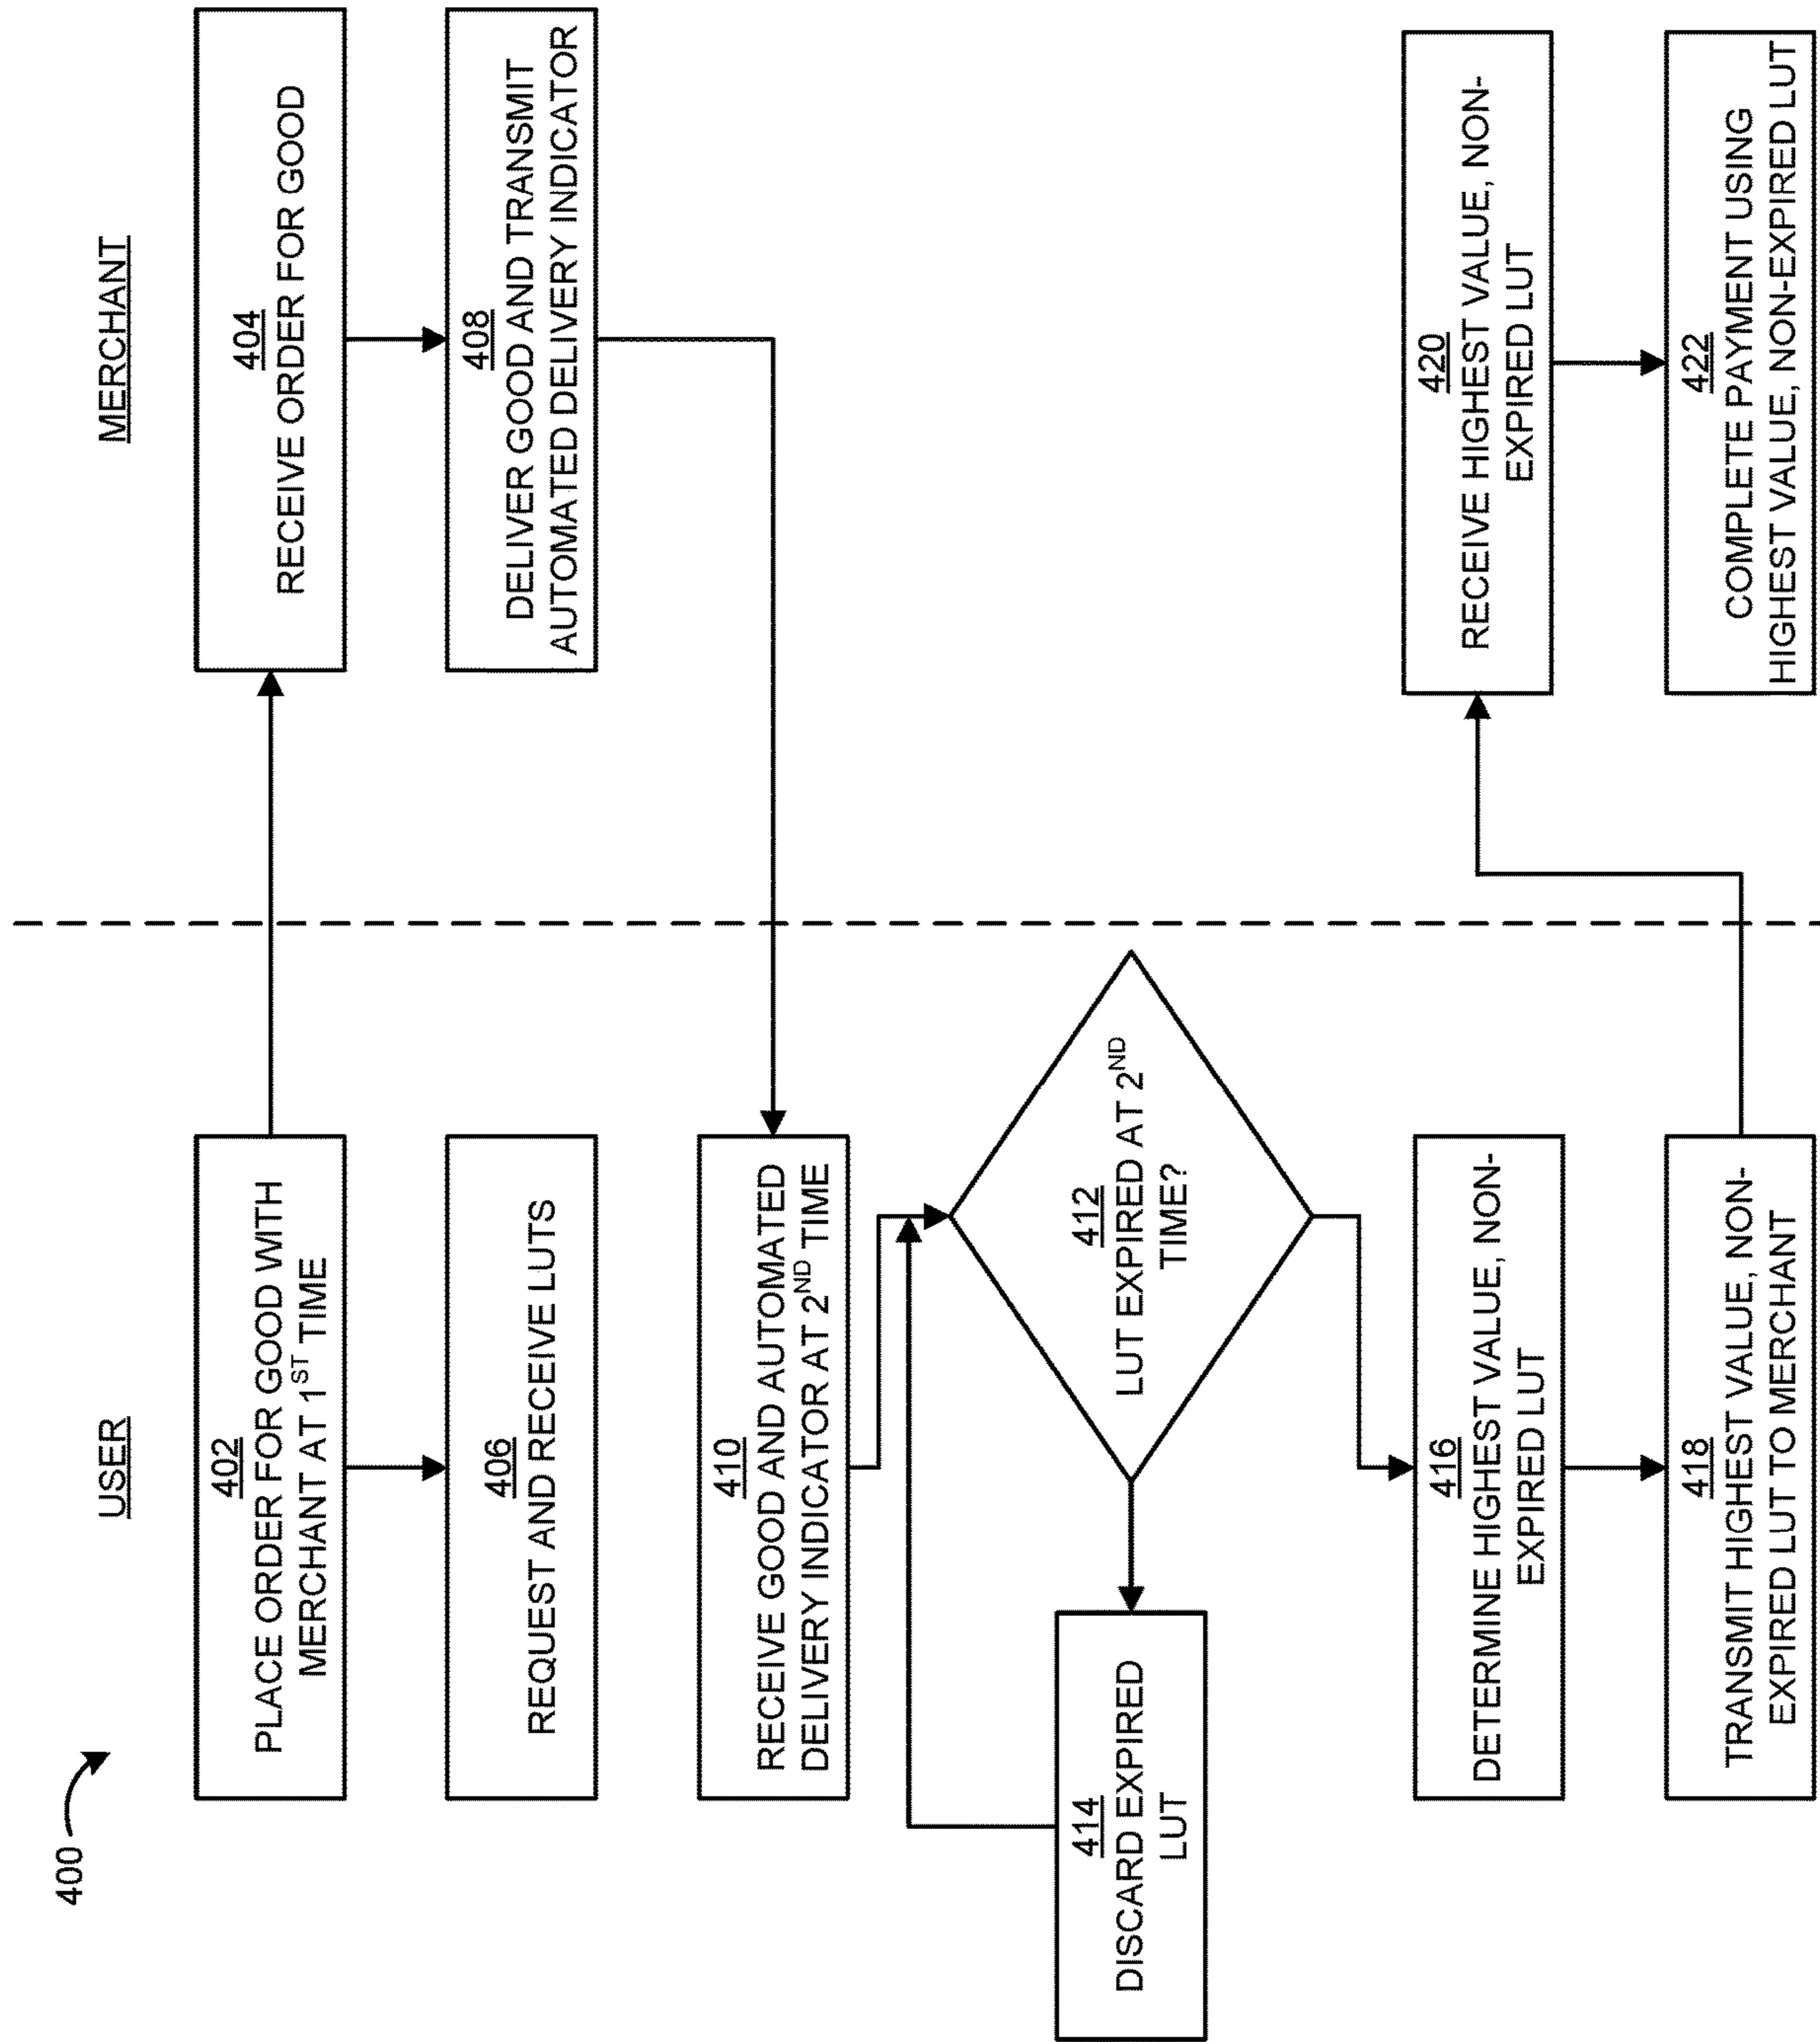 400
USER
MERCHANT
402
PLACE ORDER FOR GOOD WITH
MERCHANT AT 1ST TIME
404
RECEIVE ORDER FOR GOOD
406
REQUEST AND RECEIVE LUTS
408
DELIVER GOOD AND TRANSMIT
AUTOMATED DELIVERY INDICATOR
410
RECEIVE GOOD AND AUTOMATED
DELIVERY INDICATOR AT 2ND TIME
412
LUT EXPIRED AT 2ND
TIME?
414
DISCARD EXPIRED
LUT
416
DETERMINE HIGHEST VALUE, NON-
EXPIRED LUT
418
TRANSMIT HIGHEST VALUE, NON-
EXPIRED LUT TO MERCHANT
420
RECEIVE HIGHEST VALUE, NON-
EXPIRED LUT
422
COMPLETE PAYMENT USING
HIGHEST VALUE, NON-EXPIRED LUT